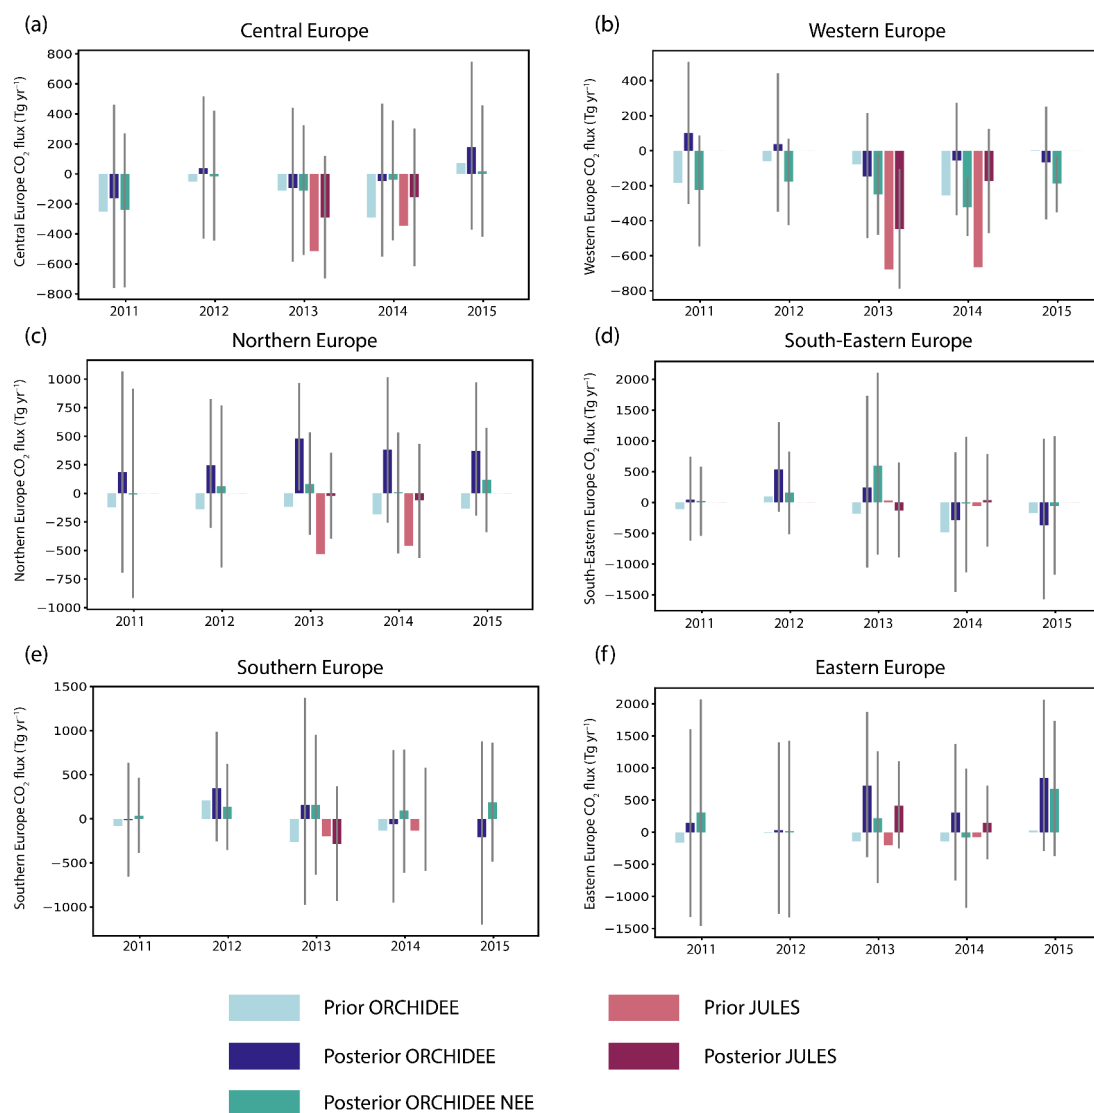 (a)
Central Europe
Central Europe CO₂ flux (Tg yr⁻¹)
800
600
400
200
0
−200
−400
−600
−800
2011 2012 2013 2014 2015
(b)
Western Europe
Western Europe CO₂ flux (Tg yr⁻¹)
400
200
0
−200
−400
−600
−800
2011 2012 2013 2014 2015
(c)
Northern Europe
Northern Europe CO₂ flux (Tg yr⁻¹)
1000
750
500
250
0
−250
−500
−750
−1000
2011 2012 2013 2014 2015
(d)
South-Eastern Europe
South-Eastern Europe CO₂ flux (Tg yr⁻¹)
2000
1500
1000
500
0
−500
−1000
−1500
2011 2012 2013 2014 2015
(e)
Southern Europe
Southern Europe CO₂ flux (Tg yr⁻¹)
1500
1000
500
0
−500
−1000
2011 2012 2013 2014 2015
(f)
Eastern Europe
Eastern Europe CO₂ flux (Tg yr⁻¹)
2000
1500
1000
500
0
−500
−1000
−1500
2011 2012 2013 2014 2015
Prior ORCHIDEE
Posterior ORCHIDEE
Posterior ORCHIDEE NEE
Prior JULES
Posterior JULES